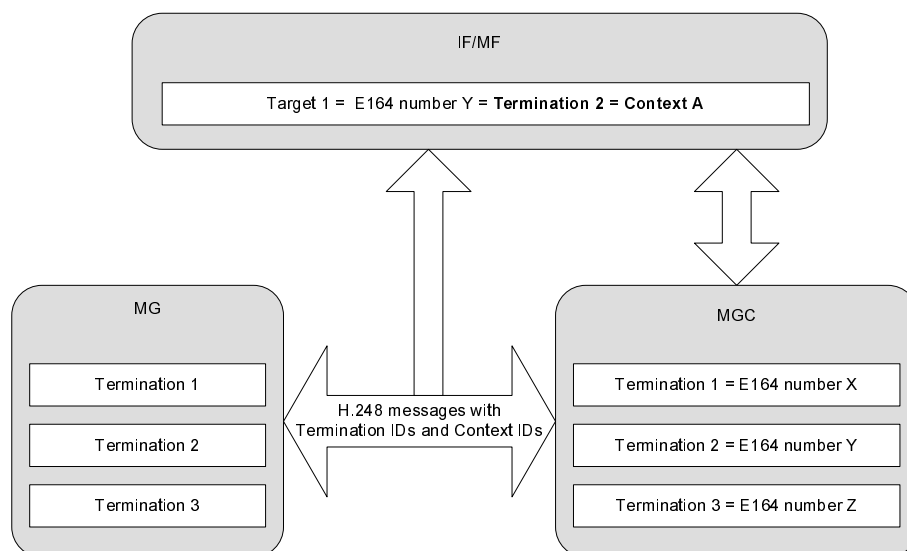 IF/MF
Target 1 = E164 number Y = Termination 2 = Context A
MG
Termination 1
Termination 2
Termination 3
H.248 messages with
Termination IDs and Context IDs
MGC
Termination 1 = E164 number X
Termination 2 = E164 number Y
Termination 3 = E164 number Z